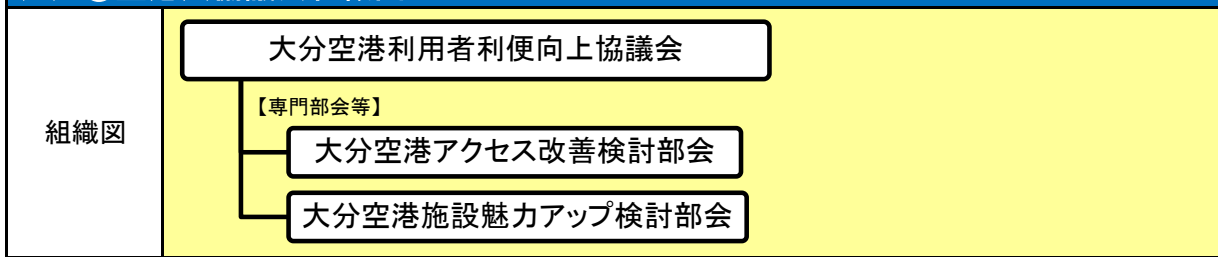 大分空港利用者利便向上協議会
【専門部会等】
組織図
大分空港アクセス改善検討部会
大分空港施設魅力アップ検討部会